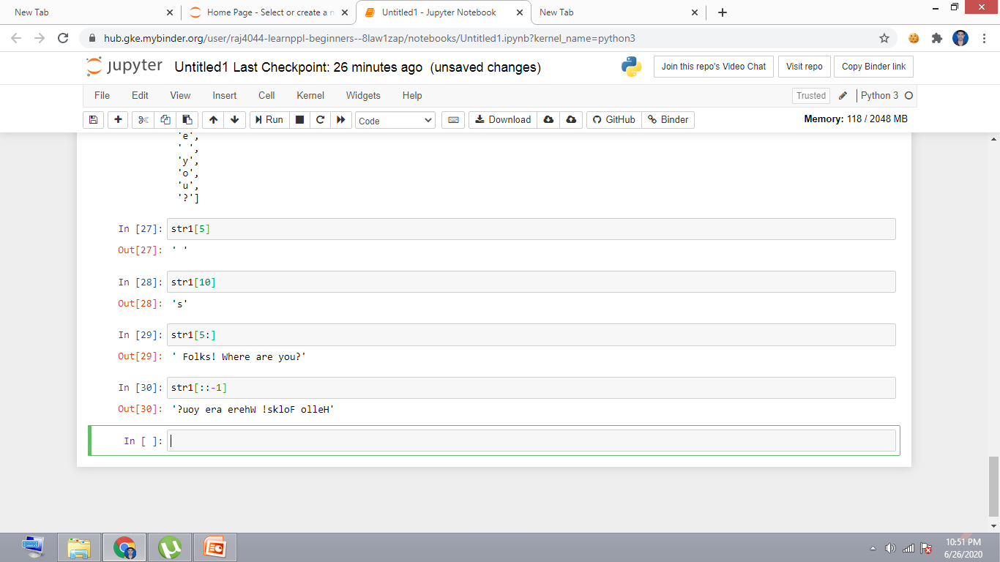 New Tab
Home Page - Select or create a n
Untitled1 - Jupyter Notebook
New Tab
hub.gke.mybinder.org/user/raj4044-learnppl-beginners--8law1zap/notebooks/Untitled1.ipynb?kernel_name=python3
jupyter Untitled1 Last Checkpoint: 26 minutes ago (unsaved changes)
Join this repo's Video Chat
Visit repo
Copy Binder link
File Edit View Insert Cell Kernel Widgets Help
Trusted
Python 3
Run
Code
Download
GitHub
Binder
Memory: 118 / 2048 MB
'e',
' ',
'y',
'o',
'u',
'?']
In [27]: str1[5]
Out[27]: ' '
In [28]: str1[10]
Out[28]: 's'
In [29]: str1[5:]
Out[29]: ' Folks! Where are you?'
In [30]: str1[::-1]
Out[30]: '?uoy era erehW !skloF olleH'
In [ ]:
10:51 PM
6/26/2020